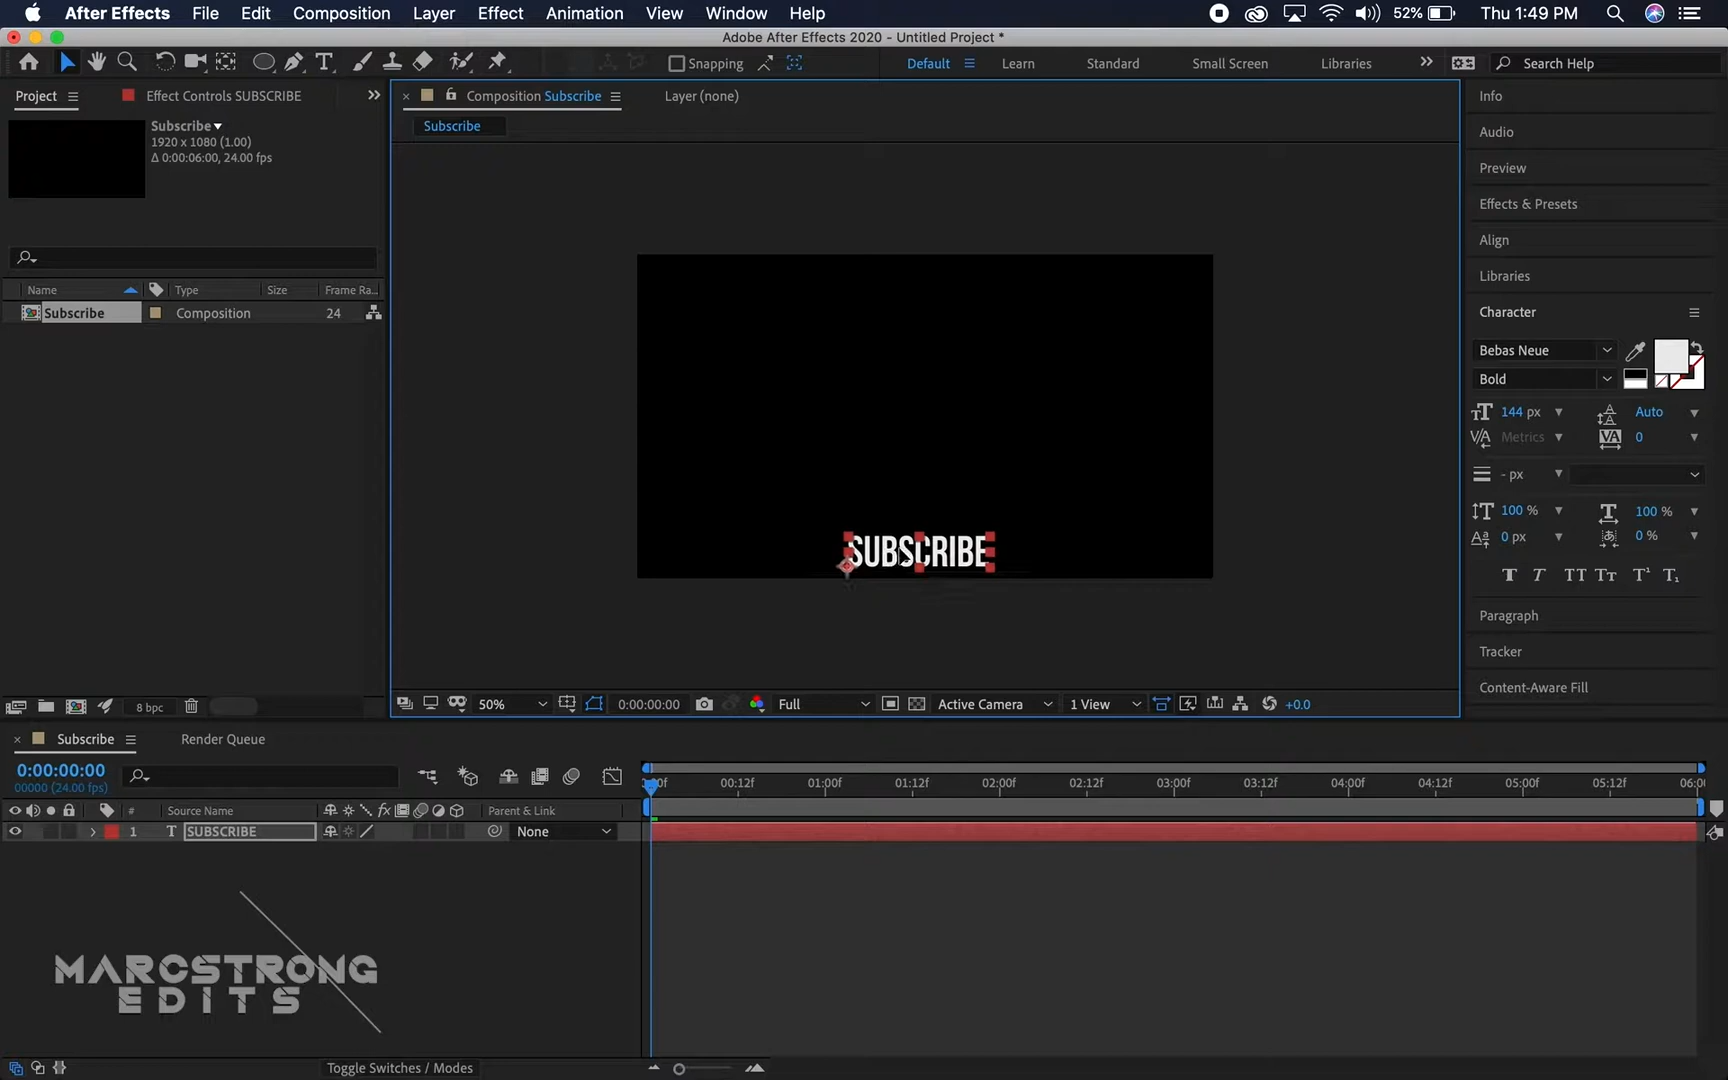 After Effects File Edit Composition Layer Effect Animation View Window Help 52% Thu 1:49 PM
Adobe After Effects 2020 - Untitled Project *
Snapping Default Learn Standard Small Screen Libraries Search Help
Project Effect Controls SUBSCRIBE
Composition Subscribe Layer (none)
Subscribe
Subscribe
1920 x 1080 (1.00)
Δ 0:00:06:00, 24.00 fps
Name Type Size Frame Ra...
Subscribe Composition 24
SUBSCRIBE
Info
Audio
Preview
Effects & Presets
Align
Libraries
Character
Bebas Neue
Bold
144 px Auto
Metrics 0
- px
100 % 100 %
0 px 0 %
T T TT Tt T¹ T₁
Paragraph
Tracker
Content-Aware Fill
8 bpc
50% 0:00:00:00 Full Active Camera 1 View +0.0
Subscribe Render Queue
0:00:00:00
00000 (24.00 fps)
:00f 00:12f 01:00f 01:12f 02:00f 02:12f 03:00f 03:12f 04:00f 04:12f 05:00f 05:12f 06:00
# Source Name fx Parent & Link
1 T SUBSCRIBE None
MARCSTRONG
EDITS
Toggle Switches / Modes